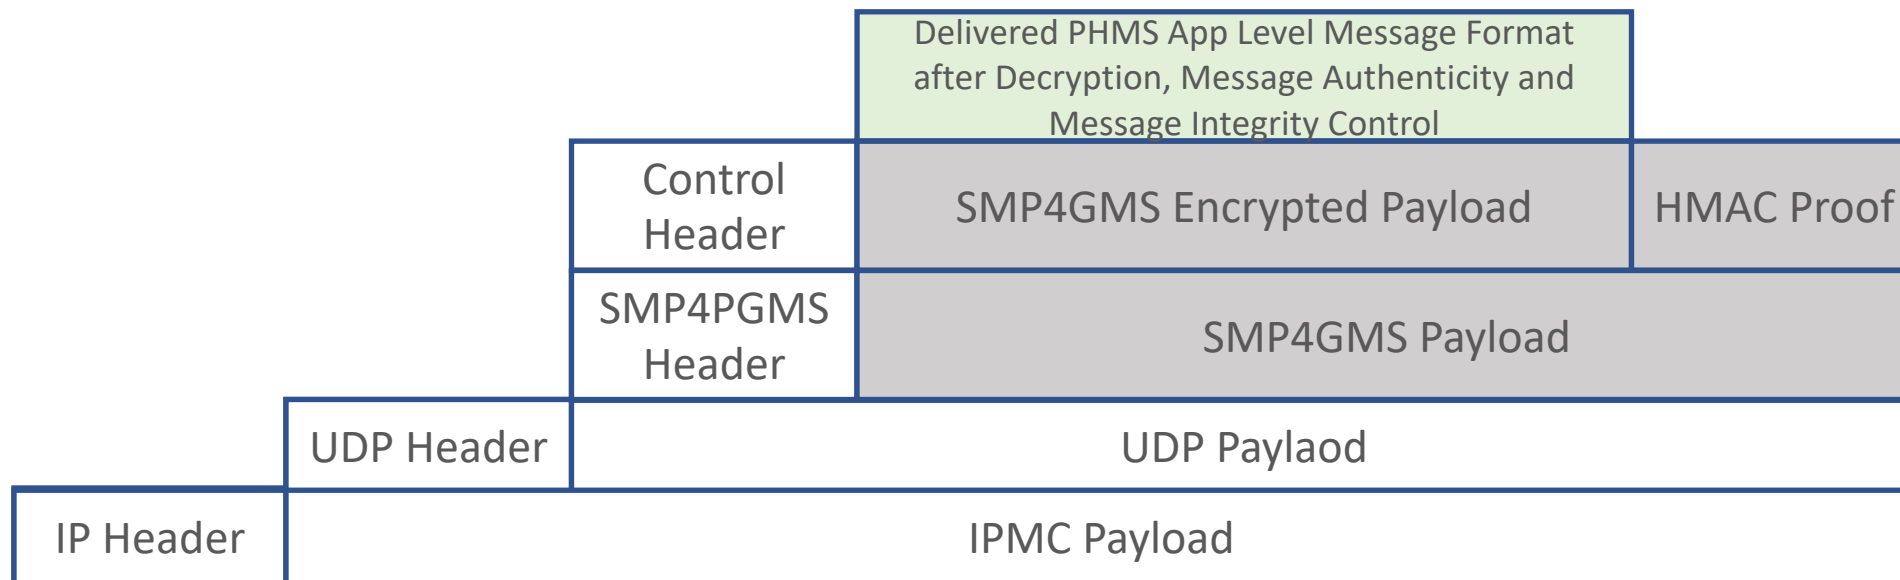 Delivered PHMS App Level Message Format
after Decryption, Message Authenticity and
Message Integrity Control
Control
Header
SMP4GMS Encrypted Payload
HMAC Proof
SMP4PGMS
Header
SMP4GMS Payload
UDP Header
UDP Paylaod
IP Header
IPMC Payload